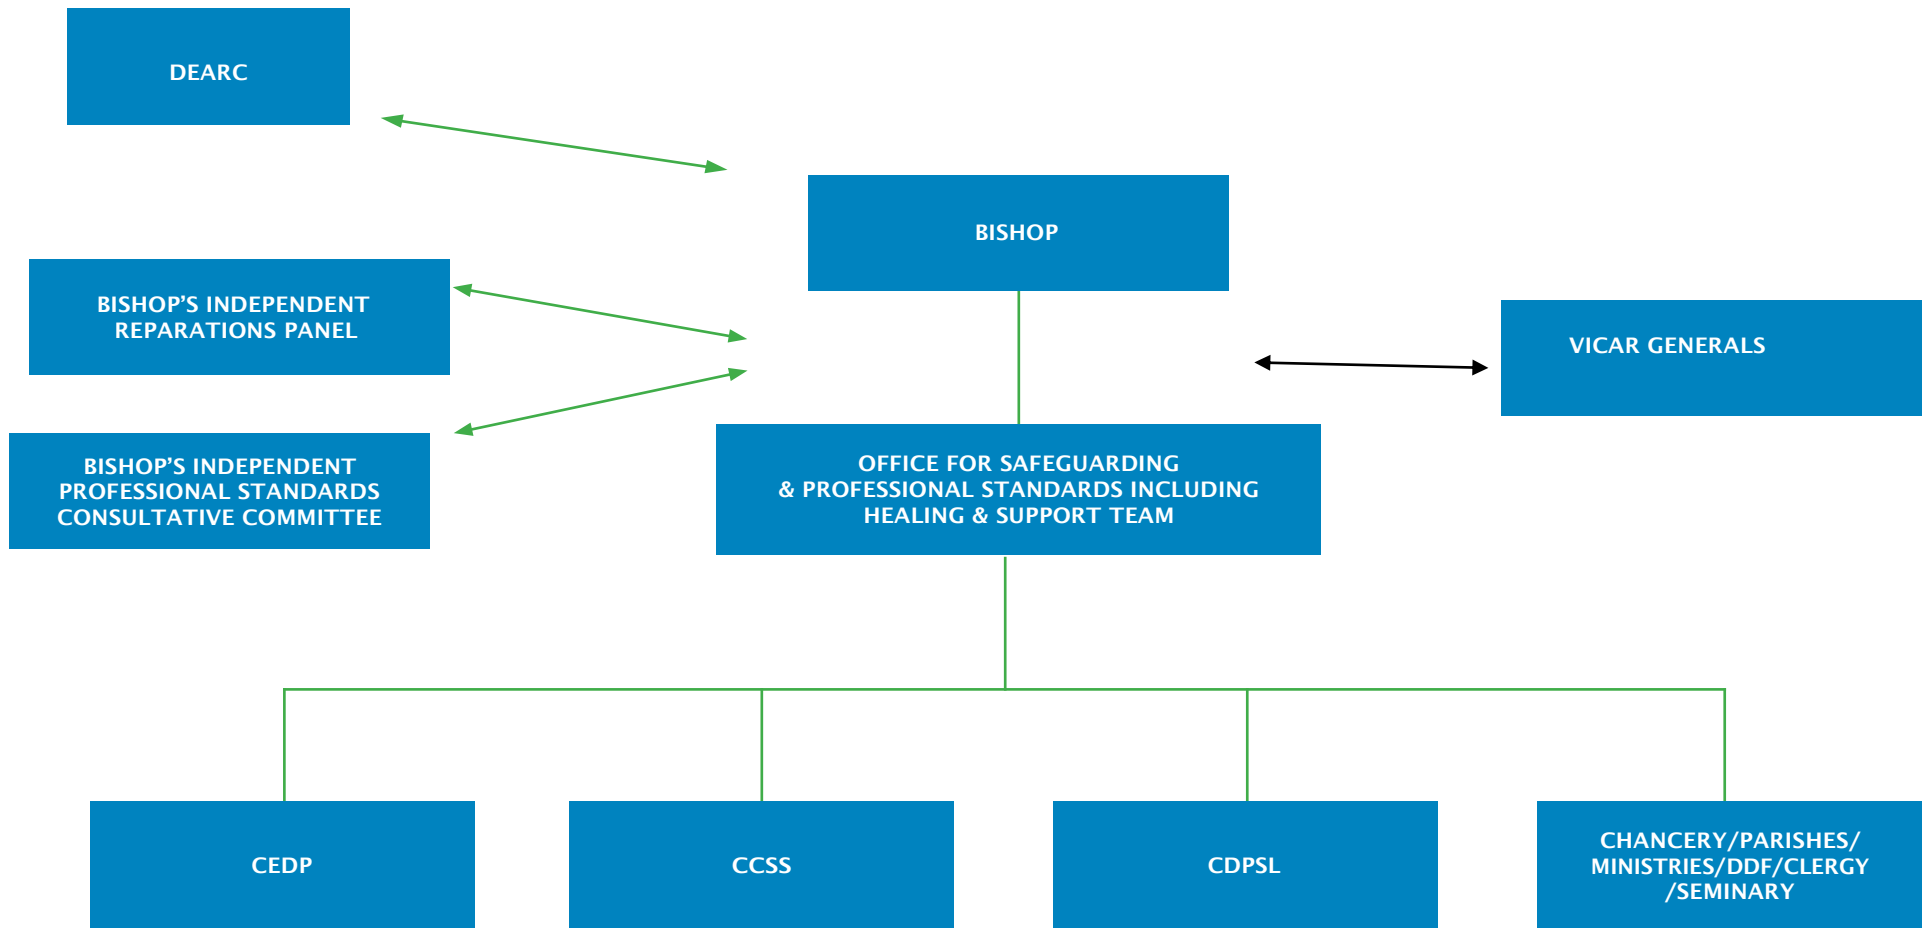 DEARC
BISHOP
BISHOP’S INDEPENDENT
REPARATIONS PANEL
VICAR GENERALS
BISHOP’S INDEPENDENT
PROFESSIONAL STANDARDS
CONSULTATIVE COMMITTEE
OFFICE FOR SAFEGUARDING
& PROFESSIONAL STANDARDS INCLUDING
HEALING & SUPPORT TEAM
CEDP
CCSS
CDPSL
CHANCERY/PARISHES/
MINISTRIES/DDF/CLERGY
/SEMINARY